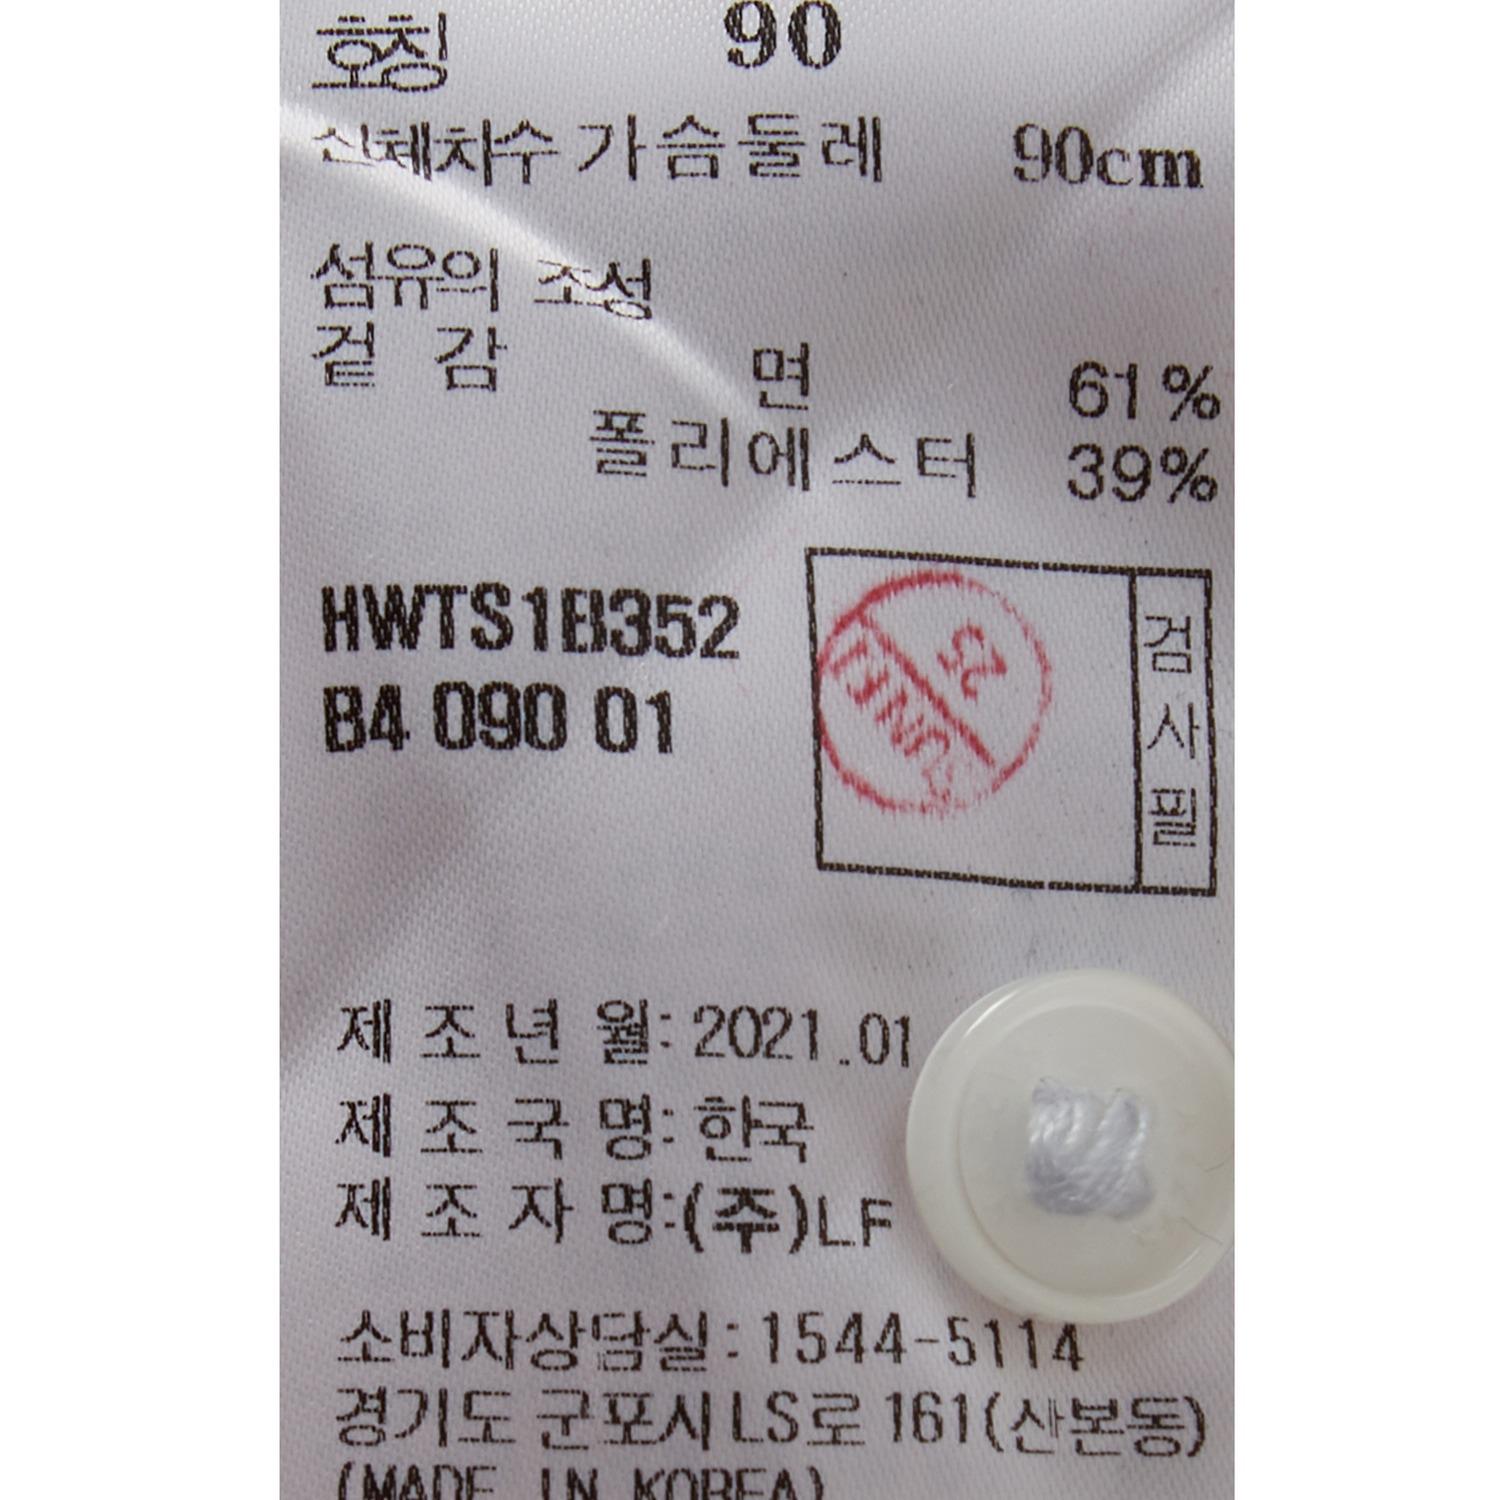 호칭 90
신체치수 가슴둘레 90cm
섬유의 조성
겉 감 면 61%
폴리에스터 39%
HWTS1B352
B4 090 01
25
검사필
제 조 년 월: 2021.01
제 조 국 명: 한국
제 조 자 명:(주)LF
소비자상담실: 1544-5114
경기도 군포시 LS로 161(산본동)
(MADE IN KOREA)